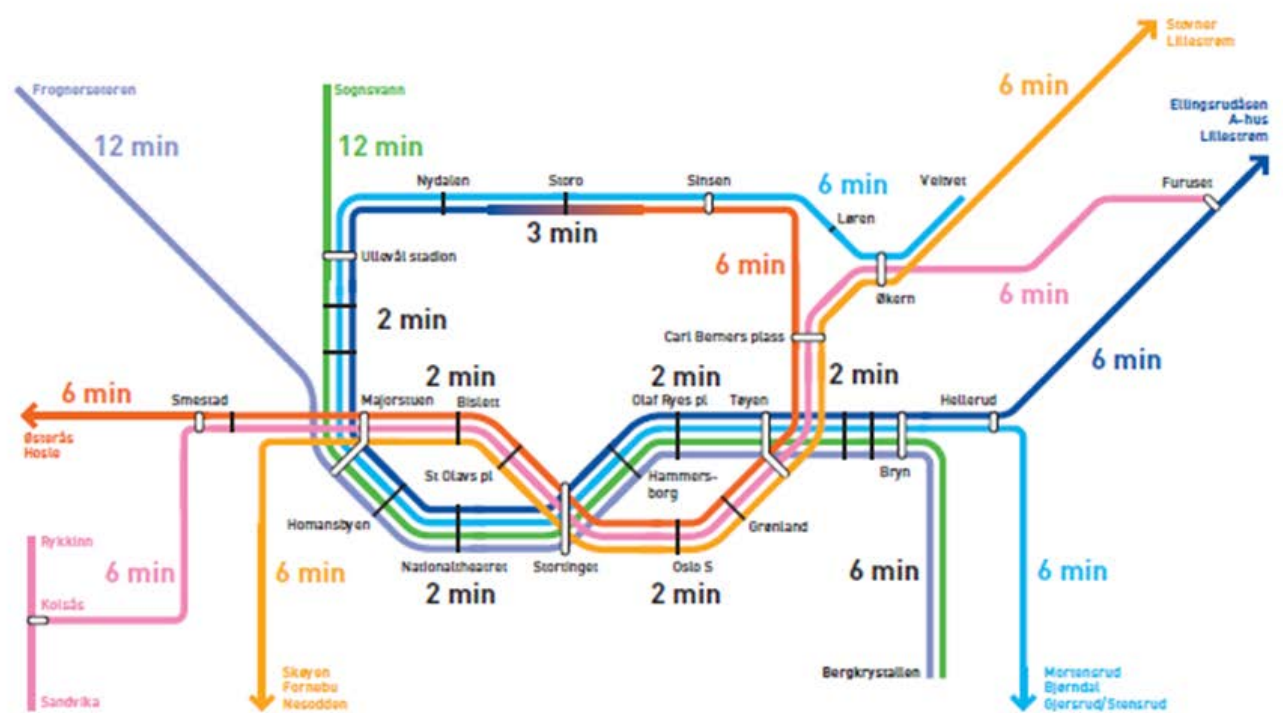 Stovner
Lillestrøm
6 min
Frognerseteren
Sognsvann
Ellingsrudåsen
A-hus
Lillestrøm
12 min
12 min
Nydalen
Storo
Sinsen
6 min
Veitvet
Furuset
Løren
3 min
Ullevål stadion
6 min
Økern
6 min
2 min
Carl Berners plass
6 min
2 min
2 min
2 min
6 min
Smestad
Majorstuen
Bislett
Olaf Ryes pl
Tøyen
Hellerud
Østerås
Hosle
St Olavs pl
Hammers-
borg
Bryn
Homansbyen
Grønland
Rykkinn
Nationaltheatret
Stortinget
Oslo S
6 min
6 min
2 min
2 min
6 min
6 min
Kolsås
Skøyen
Fornebu
Nesodden
Bergkrystallen
Mortensrud
Bjørndal
Gjersrud/Stensrud
Sandvika